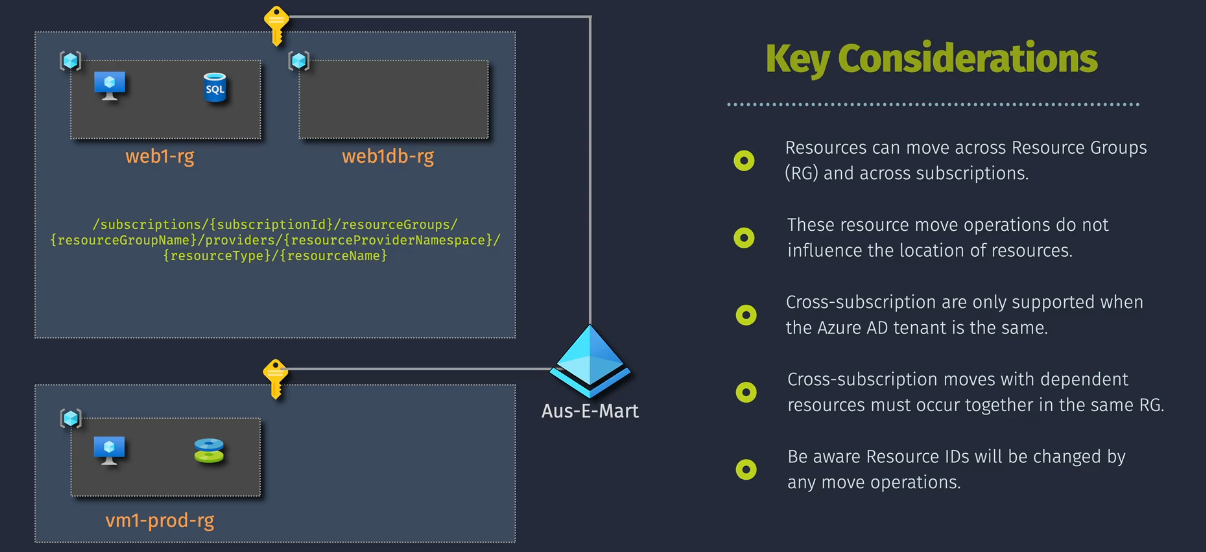 SQL
web1-rg
web1db-rg
/subscriptions/{subscriptionId}/resourceGroups/
{resourceGroupName}/providers/{resourceProviderNamespace}/
{resourceType}/{resourceName}
Aus-E-Mart
vm1-prod-rg
Key Considerations
Resources can move across Resource Groups
(RG) and across subscriptions.
These resource move operations do not
influence the location of resources.
Cross-subscription are only supported when
the Azure AD tenant is the same.
Cross-subscription moves with dependent
resources must occur together in the same RG.
Be aware Resource IDs will be changed by
any move operations.